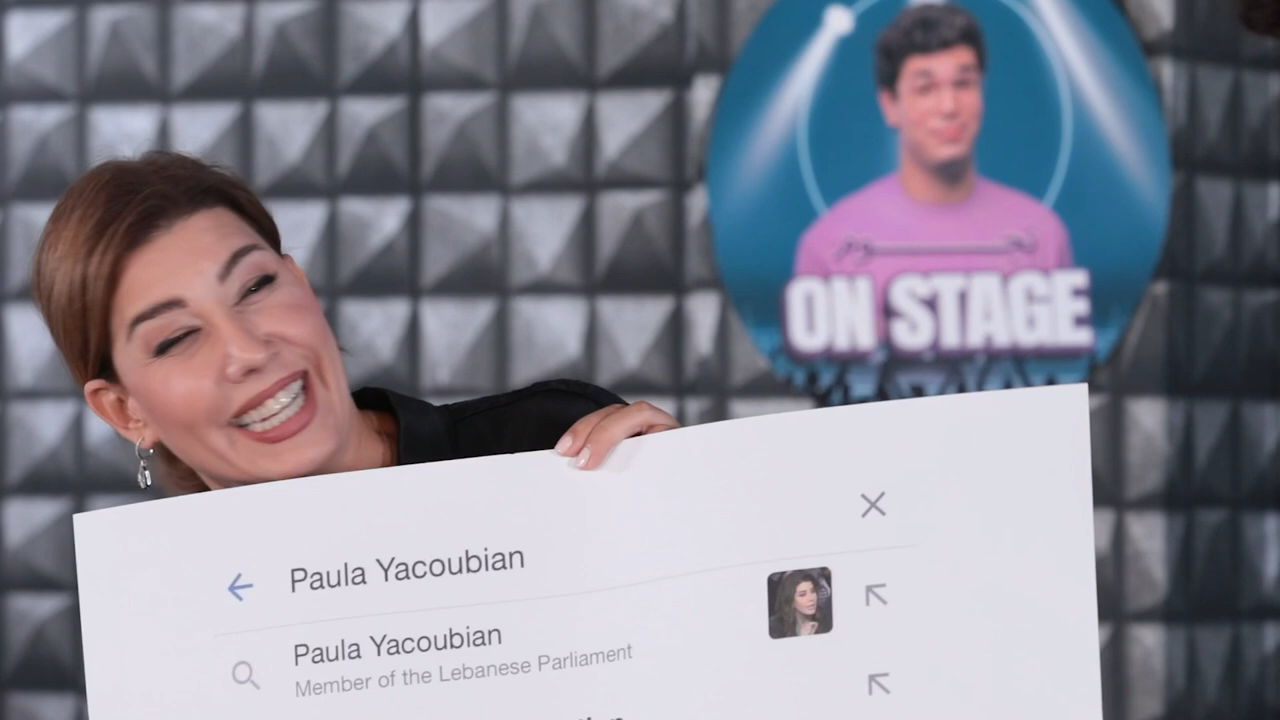 ON STAGE
Paula Yacoubian
Paula Yacoubian
Member of the Lebanese Parliament